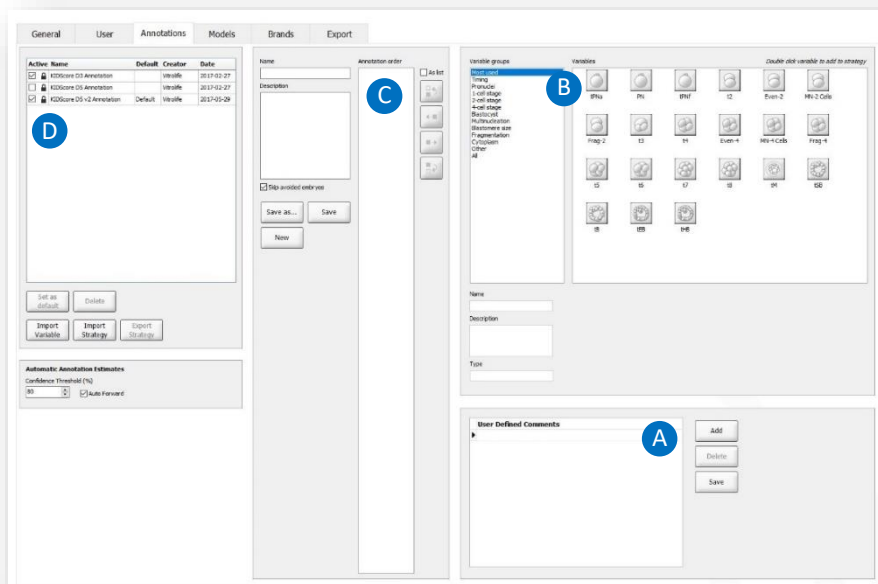 General User Annotations Models Brands Export
Active Name Default Creator Date
KIDScore D3 Annotation Vitrolife 2017-02-27
KIDScore D5 Annotation Vitrolife 2017-02-27
KIDScore D5 v2 Annotation Default Vitrolife 2017-05-29
D
Set as default
Delete
Import Variable
Import Strategy
Export Strategy
Automatic Annotation Estimates
Confidence Threshold (%)
80
Auto Forward
Name
Description
Skip avoided embryos
Save as...
Save
New
Annotation order
As list
C
Variable groups
Most used
Timing
Pronuclei
1-cell stage
2-cell stage
4-cell stage
Blastocyst
Multinucleation
Blastomere size
Fragmentation
Cytoplasm
Other
All
B
Variables
Double click variable to add to strategy
tPNa PN tPNf t2 Even-2 MN-2 Cells
Frag-2 t3 t4 Even-4 MN-4 Cells Frag-4
t5 t6 t7 t8 tM tSB
tB tEB tHB
Name
Description
Type
User Defined Comments
A
Add
Delete
Save